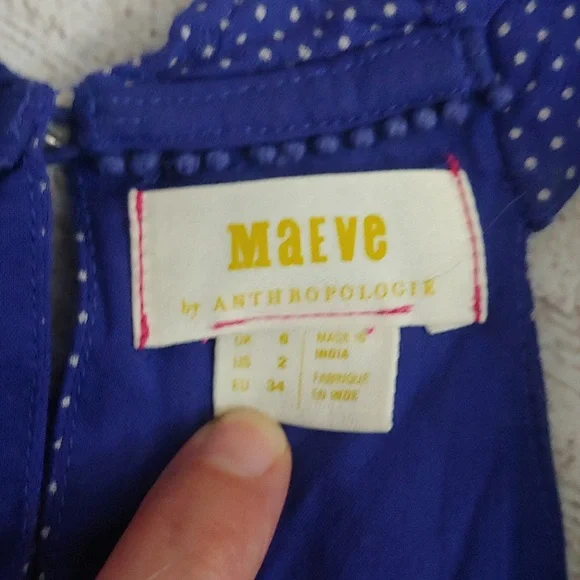 MaEVe
by ANTHROPOLOGIE
UK 6
US 2
EU 34
MADE IN
INDIA
FABRIQUE
EN INDE